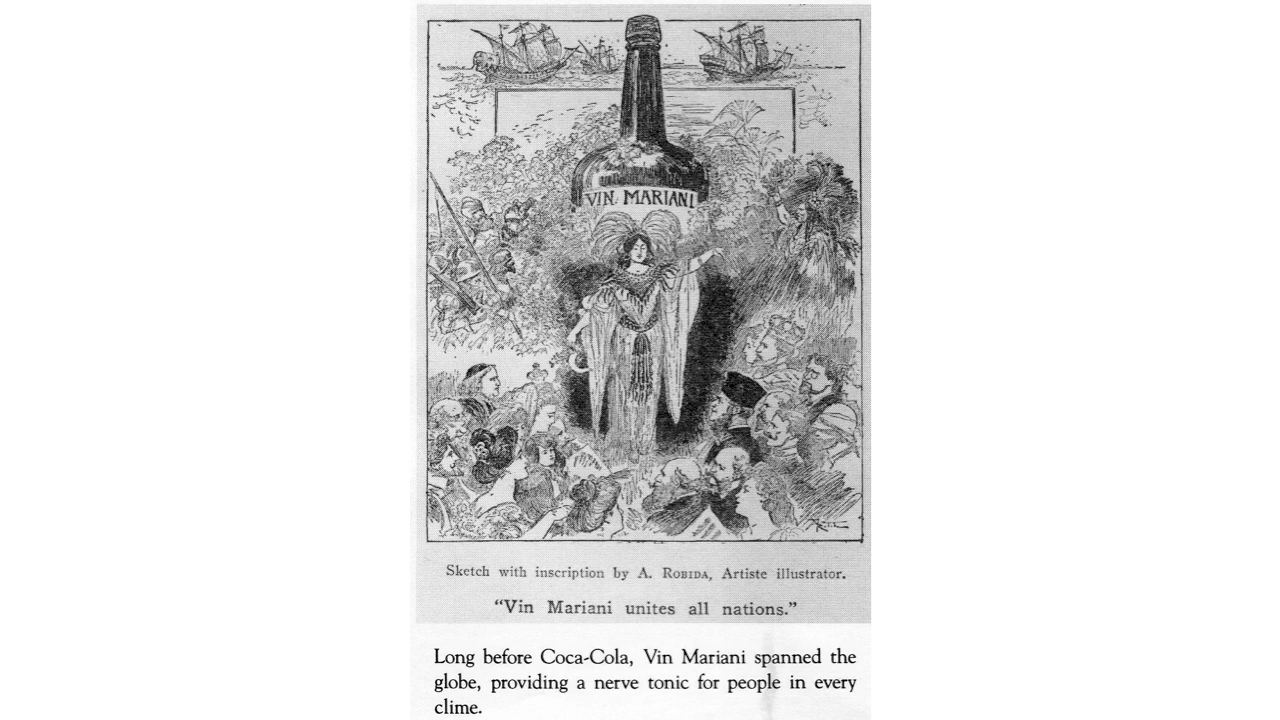 VIN MARIANI
Sketch with inscription by A. ROBIDA, Artiste illustrator.
"Vin Mariani unites all nations."
Long before Coca-Cola, Vin Mariani spanned the
globe, providing a nerve tonic for people in every
clime.